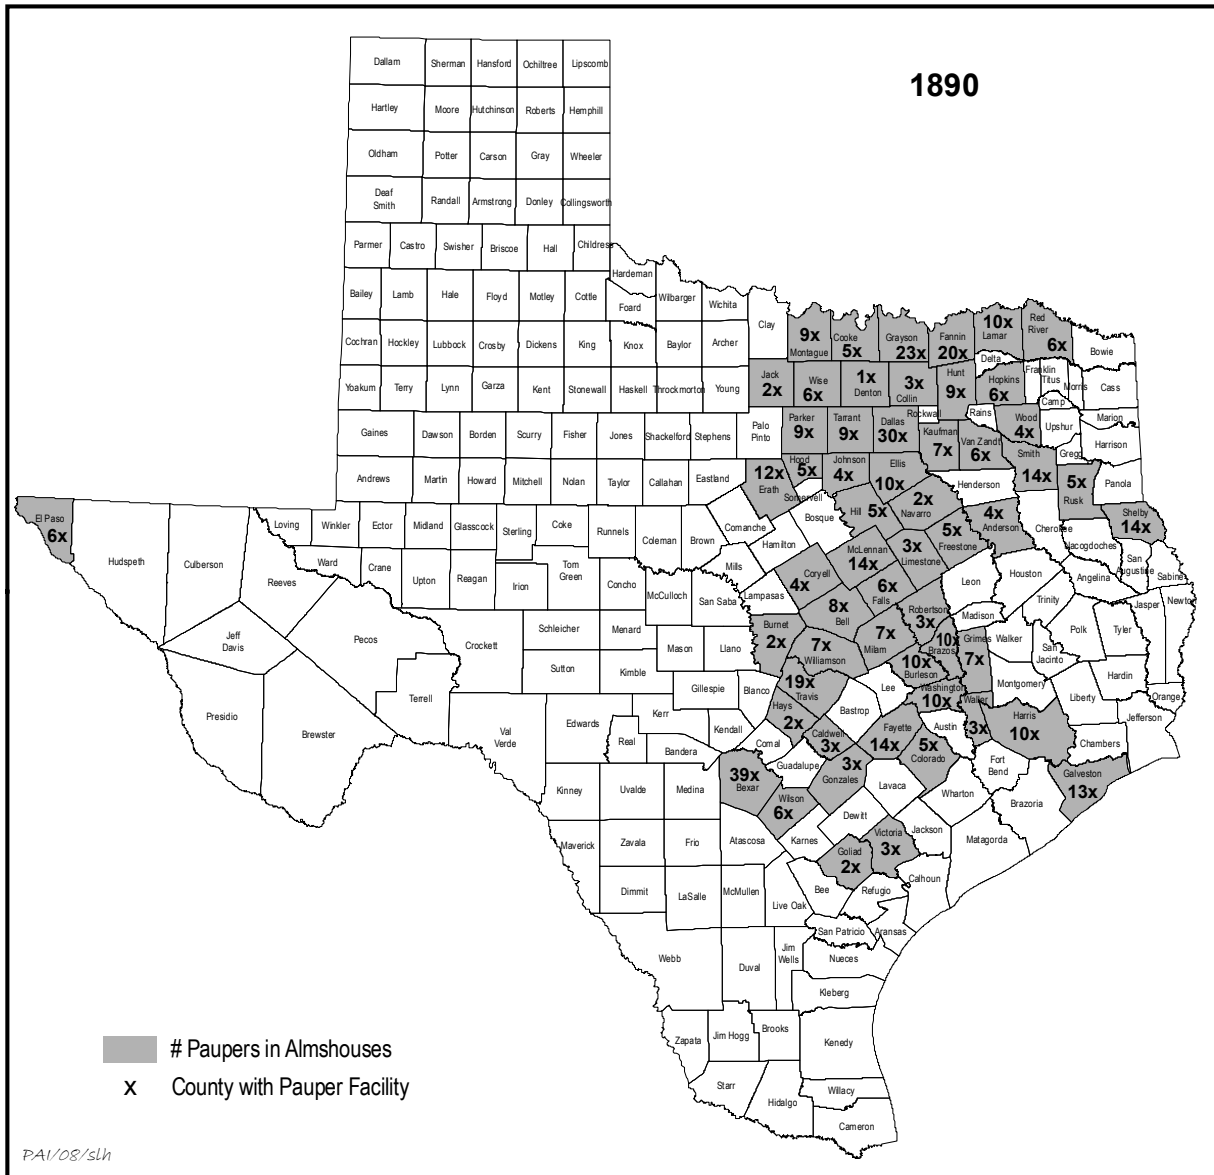 1890
Dallam Sherman Hansford Ochiltree Lipscomb
Hartley Moore Hutchinson Roberts Hemphill
Oldham Potter Carson Gray Wheeler
Deaf Smith Randall Armstrong Donley Collingsworth
Parmer Castro Swisher Briscoe Hall Childress
Hardeman
Bailey Lamb Hale Floyd Motley Cottle Foard Wilbarger Wichita Clay
9x Montague
Cooke 5x
Grayson 23x
Fannin 20x
10x Lamar
Red River 6x
Bowie
Cochran Hockley Lubbock Crosby Dickens King Knox Baylor Archer
Delta
Franklin
Titus
Morris
Cass
Yoakum Terry Lynn Garza Kent Stonewall Haskell Throckmorton Young
Jack 2x
Wise 6x
1x Denton
3x Collin
Hunt 9x
Hopkins 6x
Camp
Marion
Rockwall
Rains
Wood 4x
Upshur
Harrison
Gaines Dawson Borden Scurry Fisher Jones Shackelford Stephens Palo Pinto
Parker 9x
Tarrant 9x
Dallas 30x
Kaufman 7x
Van Zandt 6x
Smith 14x
Gregg
Andrews Martin Howard Mitchell Nolan Taylor Callahan Eastland
12x Erath
Hood 5x
Somervell
Johnson 4x
Ellis 10x
Henderson
5x Rusk
Panola
El Paso 6x
Hudspeth
Culberson
Reeves
Loving Winkler Ector Midland Glasscock Sterling Coke Runnels Coleman Brown
Comanche
Hamilton
Bosque
Hill 5x
2x Navarro
4x Anderson
Cherokee
Nacogdoches
Shelby 14x
Ward Crane Upton Reagan Irion Tom Green Concho
McCulloch
San Saba
Mills
Lampasas
4x Coryell
McLennan 14x
3x Limestone
5x Freestone
Leon
Houston
Angelina
San Augustine
Sabine
Jeff Davis
Pecos
Crockett
Schleicher
Menard
Mason
Llano
Burnet 2x
8x Bell
6x Falls
Robertson 3x
Madison
Trinity
Polk
Tyler
Jasper
Newton
Sutton
Kimble
7x Williamson
7x Milam
10x Brazos
Grimes 7x
Walker
San Jacinto
Hardin
Presidio
Brewster
Terrell
Val Verde
Edwards
Gillespie
Blanco
19x Travis
10x Burleson
Lee
Washington 10x
Montgomery
Liberty
Orange
Real
Kerr
Kendall
Bandera
Hays 2x
Bastrop
Fayette 14x
Austin
Waller 3x
Harris 10x
Chambers
Jefferson
Comal
Caldwell 3x
5x Colorado
Fort Bend
Galveston 13x
Kinney Uvalde Medina
39x Bexar
Guadalupe
3x Gonzales
Lavaca
Wharton
Brazoria
Wilson 6x
Dewitt
Jackson
Matagorda
Maverick Zavala Frio Atascosa Karnes
Goliad 2x
Victoria 3x
Calhoun
Dimmit LaSalle McMullen Live Oak Bee Refugio
San Patricio
Aransas
Webb Duval Jim Wells Nueces
Kleberg
Zapata Jim Hogg Brooks Kenedy
Starr Hidalgo Willacy
Cameron
# Paupers in Almshouses
x County with Pauper Facility
PAI/08/slh